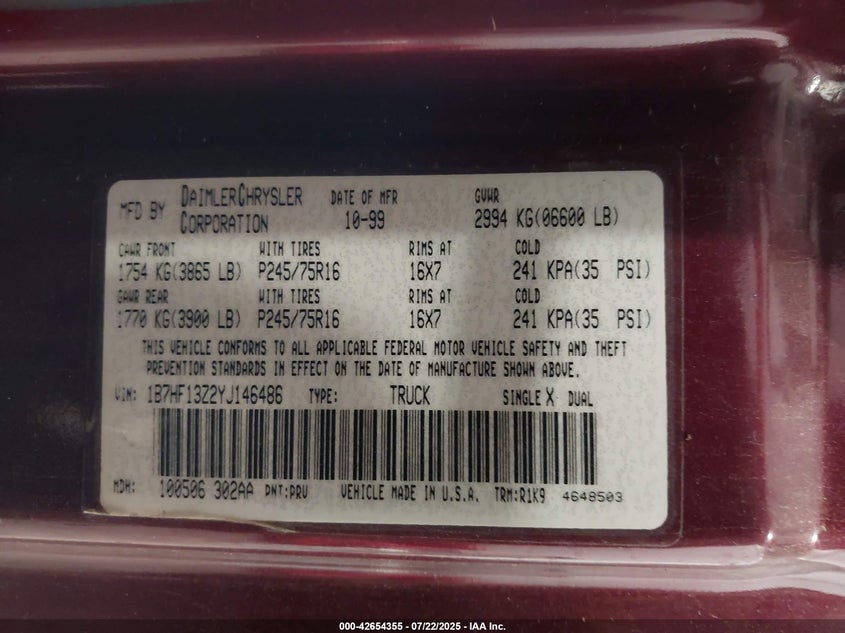 MFD BY DAIMLERCHRYSLER CORPORATION DATE OF MFR 10-99 GVWR 2994 KG(06600 LB)
GAWR FRONT WITH TIRES RIMS AT COLD
1754 KG(3865 LB) P245/75R16 16X7 241 KPA(35 PSI)
GAWR REAR WITH TIRES RIMS AT COLD
1770 KG(3900 LB) P245/75R16 16X7 241 KPA(35 PSI)
THIS VEHICLE CONFORMS TO ALL APPLICABLE FEDERAL MOTOR VEHICLE SAFETY AND THEFT
PREVENTION STANDARDS IN EFFECT ON THE DATE OF MANUFACTURE SHOWN ABOVE.
VIN: 1B7HF13Z2YJ146486 TYPE: TRUCK SINGLE X DUAL
MDH: 100506 302AA PNT:PRV VEHICLE MADE IN U.S.A. TRM:R1K9 4648503
000-42654355 - 07/22/2025 - IAA Inc.